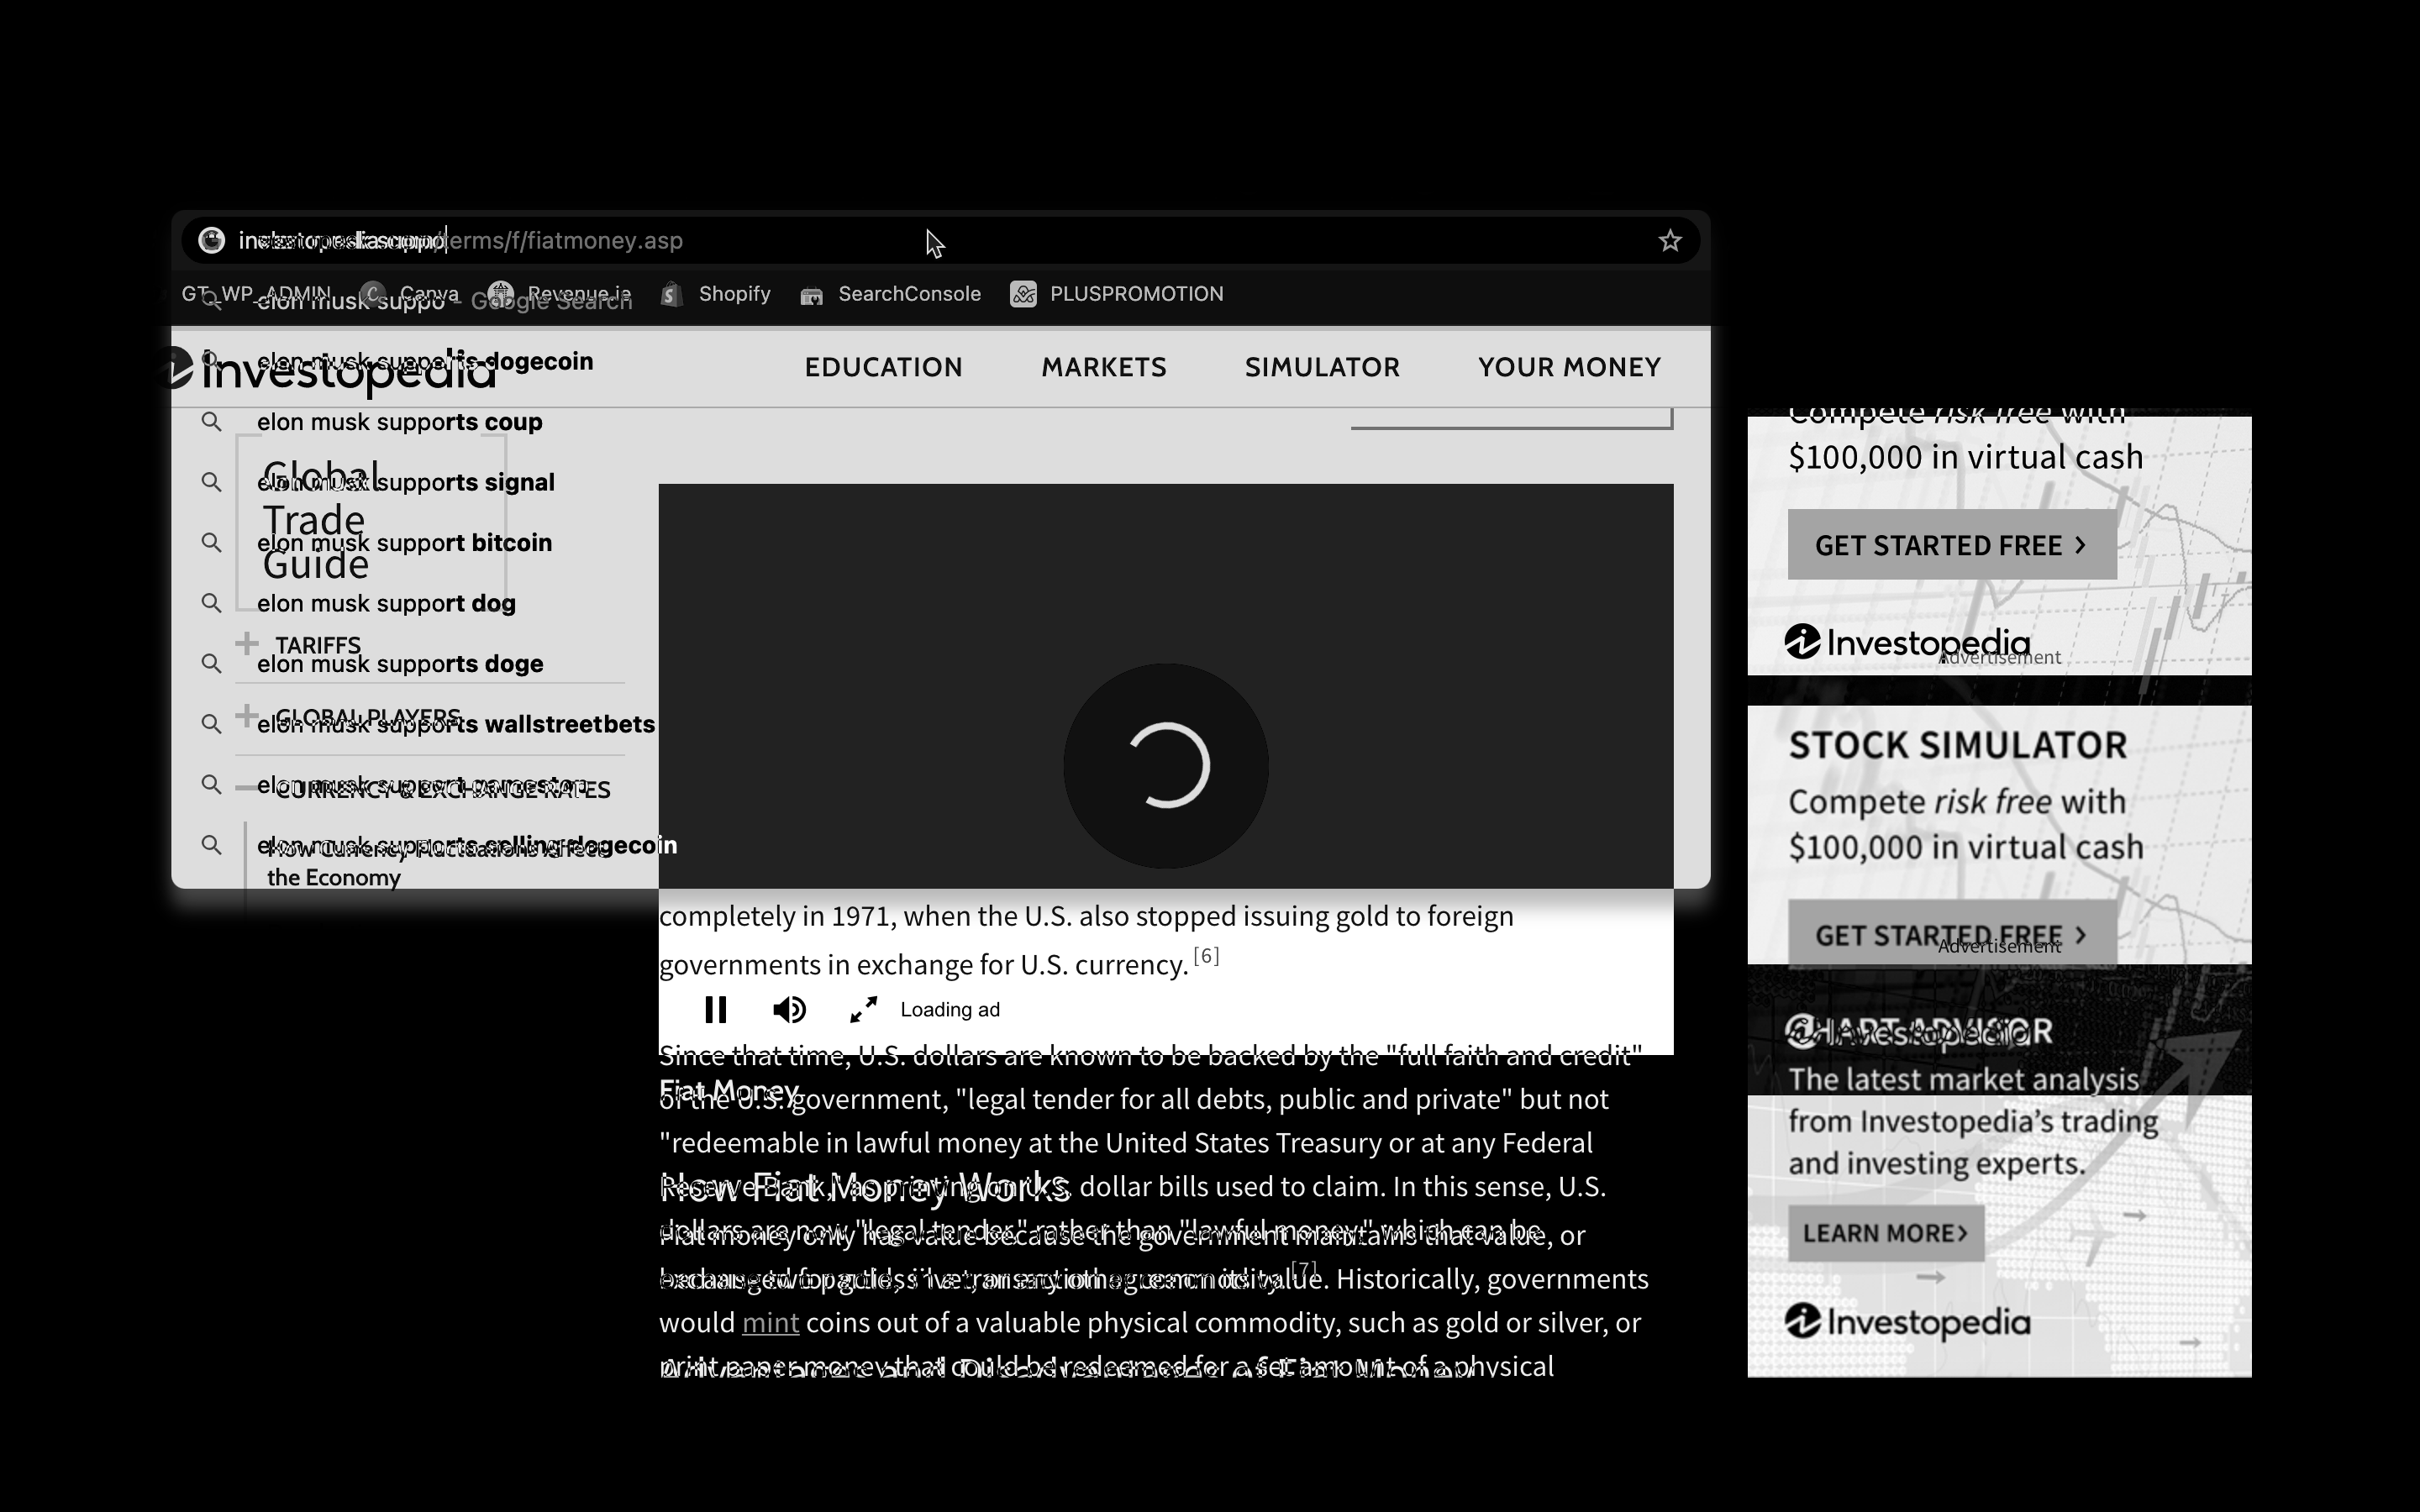 /terms/f/fiatmoney.asp
GT_WP_ADMIN Canva Revenue.ie Shopify SearchConsole PLUSPROMOTION
elon musk suppo - Google Search
Investopedia
EDUCATION MARKETS SIMULATOR YOUR MONEY
elon musk supports dogecoin
elon musk supports coup
elon musk supports signal
elon musk support bitcoin
elon musk support dog
elon musk supports doge
elon musk supports wallstreetbets
elon musk support gamestop
elon musk supports selling dogecoin
Global
Trade
Guide
TARIFFS
GLOBAL PLAYERS
CURRENCY & EXCHANGE RATES
How Currency Fluctuations Affect
the Economy
completely in 1971, when the U.S. also stopped issuing gold to foreign
governments in exchange for U.S. currency. [6]
Loading ad
Since that time, U.S. dollars are known to be backed by the "full faith and credit"
Fiat Money
of the U.S. government, "legal tender for all debts, public and private" but not
"redeemable in lawful money at the United States Treasury or at any Federal
How Fiat Money Works
Reserve Bank," as printing on U.S. dollar bills used to claim. In this sense, U.S.
dollars are now "legal tender," rather than "lawful money," which can be
Fiat money only has value because the government maintains that value, or
exchanged for gold, silver, or any other commodity. [7]
because two parties in a transaction agree on its value. Historically, governments
would mint coins out of a valuable physical commodity, such as gold or silver, or
print paper money that could be redeemed for a set amount of a physical
Compete risk free with
$100,000 in virtual cash
GET STARTED FREE >
Investopedia
Advertisement
STOCK SIMULATOR
Compete risk free with
$100,000 in virtual cash
GET STARTED FREE >
Advertisement
Investopedia
CHART ADVISOR
The latest market analysis
from Investopedia's trading
and investing experts.
LEARN MORE>
Investopedia